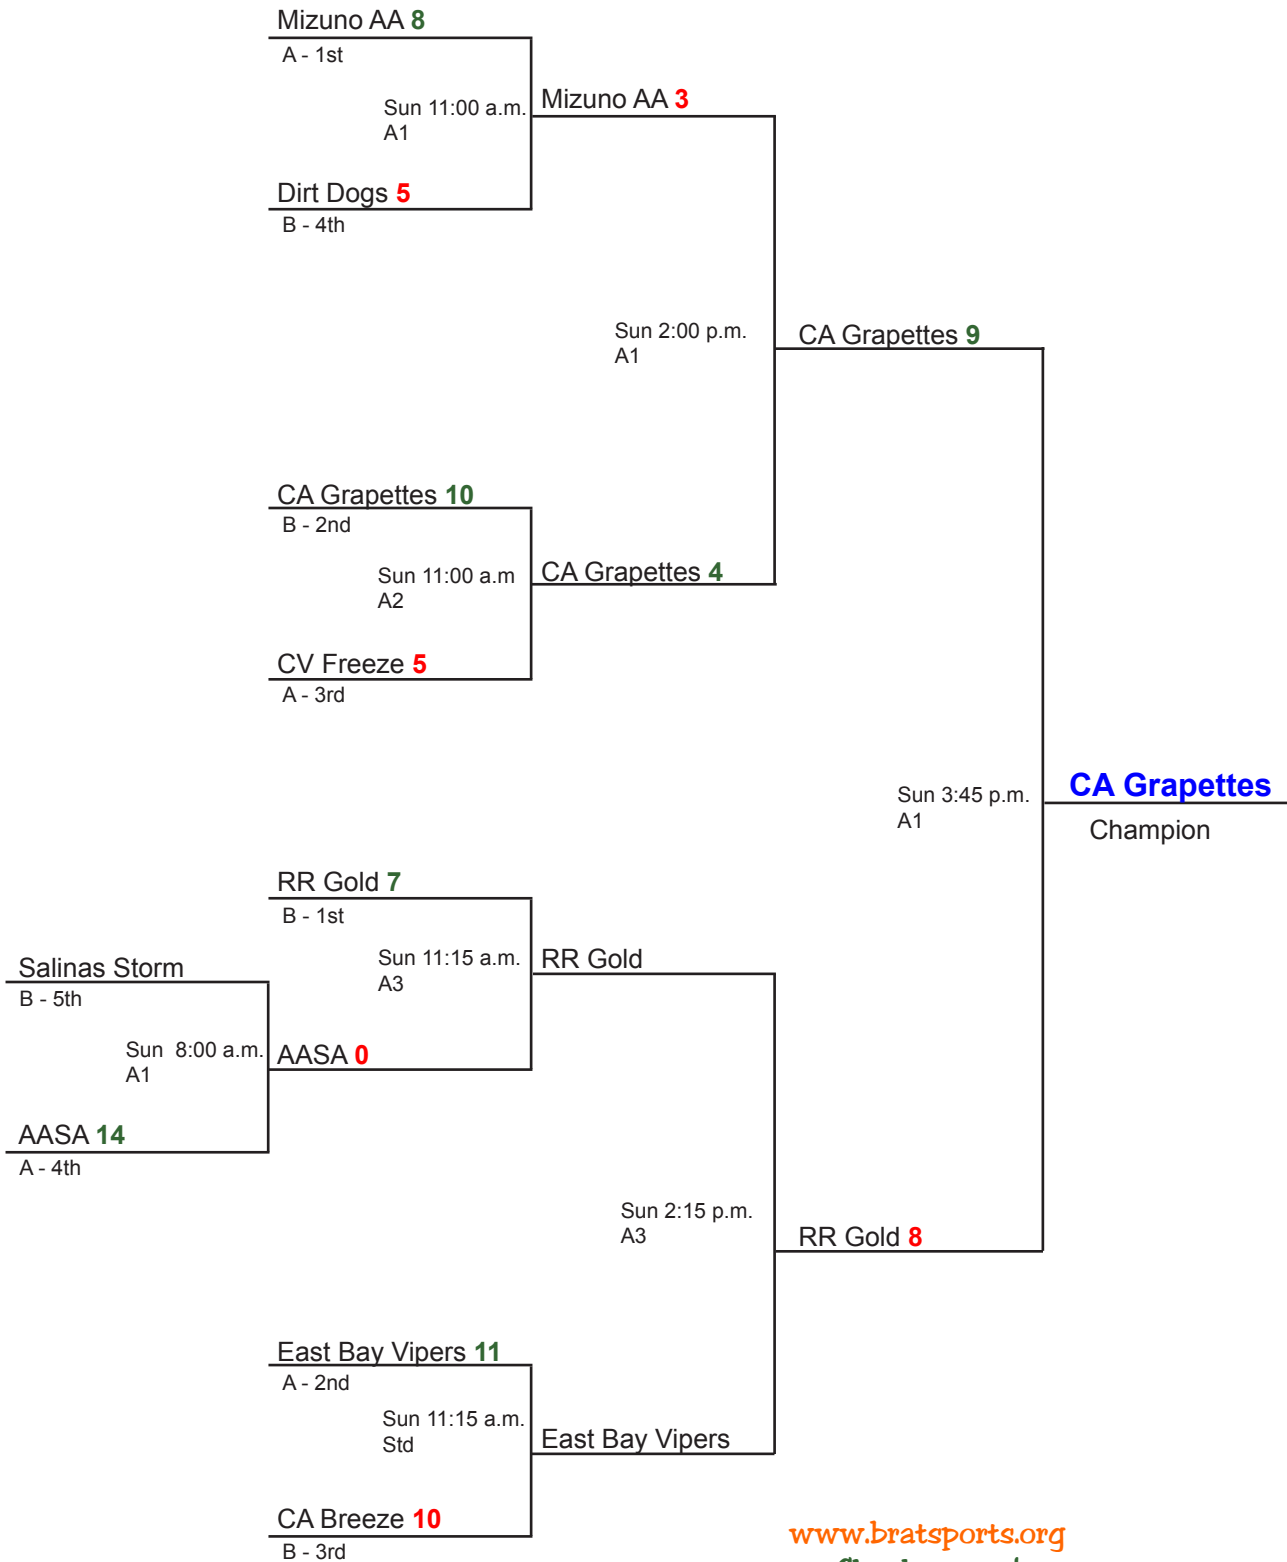 Mizuno AA 8
A - 1st
Sun 11:00 a.m.
A1
Mizuno AA 3
Dirt Dogs 5
B - 4th
Sun 2:00 p.m.
A1
CA Grapettes 9
CA Grapettes 10
B - 2nd
Sun 11:00 a.m
A2
CA Grapettes 4
CV Freeze 5
A - 3rd
Sun 3:45 p.m.
A1
CA Grapettes
Champion
RR Gold 7
B - 1st
Sun 11:15 a.m.
A3
RR Gold
Salinas Storm
B - 5th
Sun 8:00 a.m.
A1
AASA 0
AASA 14
A - 4th
Sun 2:15 p.m.
A3
RR Gold 8
East Bay Vipers 11
A - 2nd
Sun 11:15 a.m.
Std
East Bay Vipers
CA Breeze 10
B - 3rd
www.bratsports.org